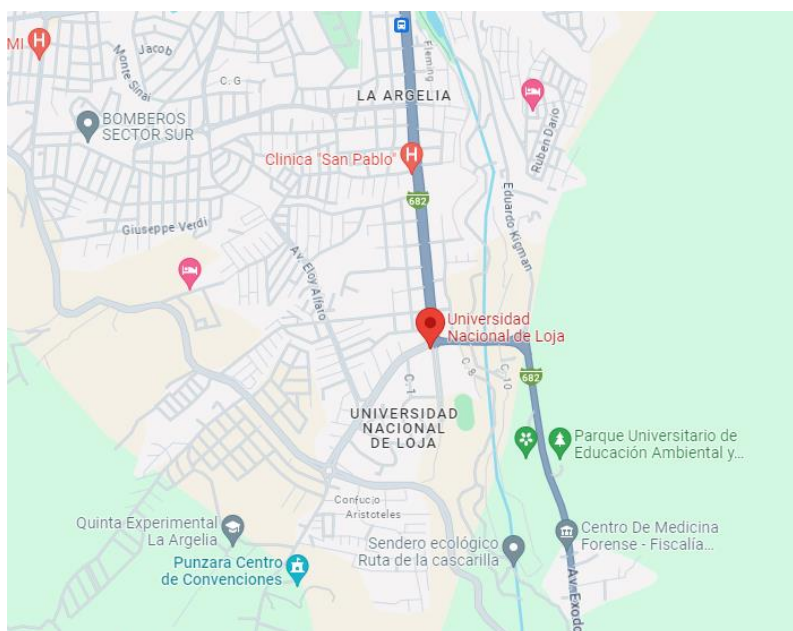 MI
H
Jacob
Monte Sinai
C. G
Fleming
LA ARGELIA
BOMBEROS
SECTOR SUR
Clinica "San Pablo"
H
682
Ruben Dario
Eduardo Kigman
Giuseppe Verdi
Av. Eloy Alfaro
Universidad
Nacional de Loja
C. 1
C. 8
C. 10
682
UNIVERSIDAD
NACIONAL
DE LOJA
Parque Universitario de
Educación Ambiental y...
Confucio
Aristoteles
Quinta Experimental
La Argelia
Punzara Centro
de Convenciones
Sendero ecológico
Ruta de la cascarilla
Centro De Medicina
Forense - Fiscalía...
Av. Exodo